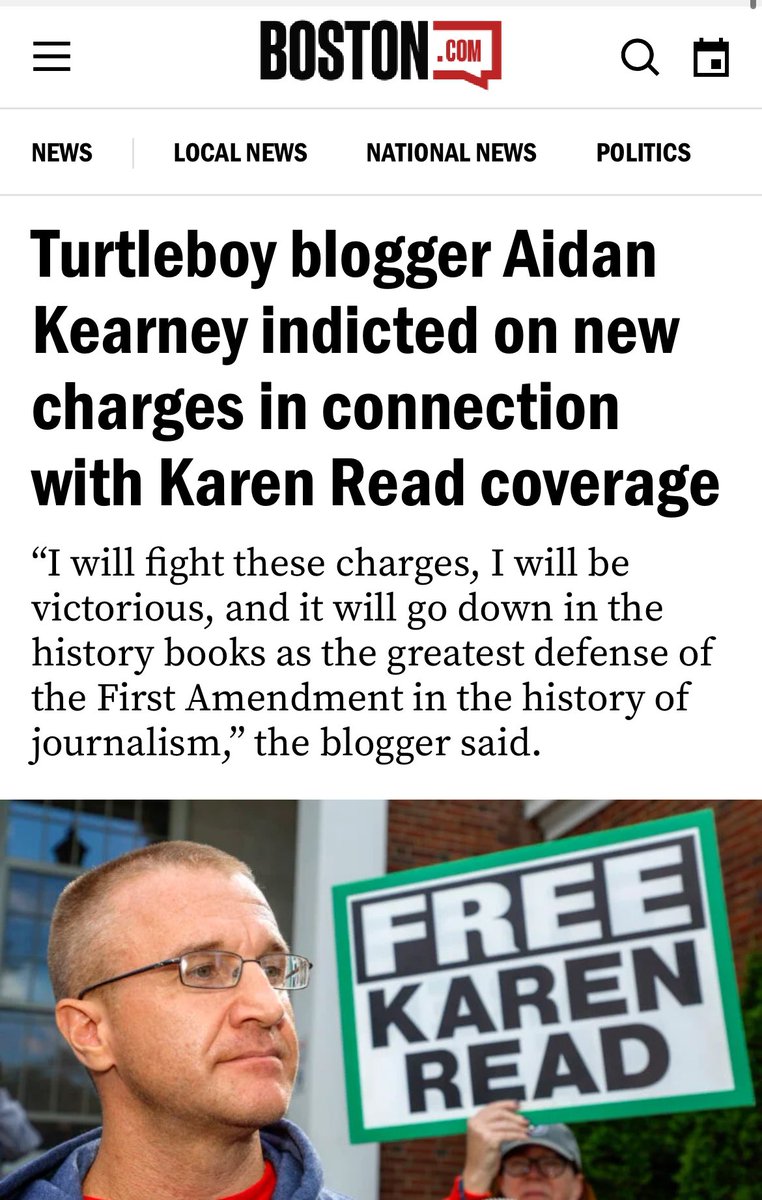 BOSTON.COM
NEWS
LOCAL NEWS
NATIONAL NEWS
POLITICS
Turtleboy blogger Aidan
Kearney indicted on new
charges in connection
with Karen Read coverage
“I will fight these charges, I will be
victorious, and it will go down in the
history books as the greatest defense of
the First Amendment in the history of
journalism,” the blogger said.
FREE
KAREN
READ